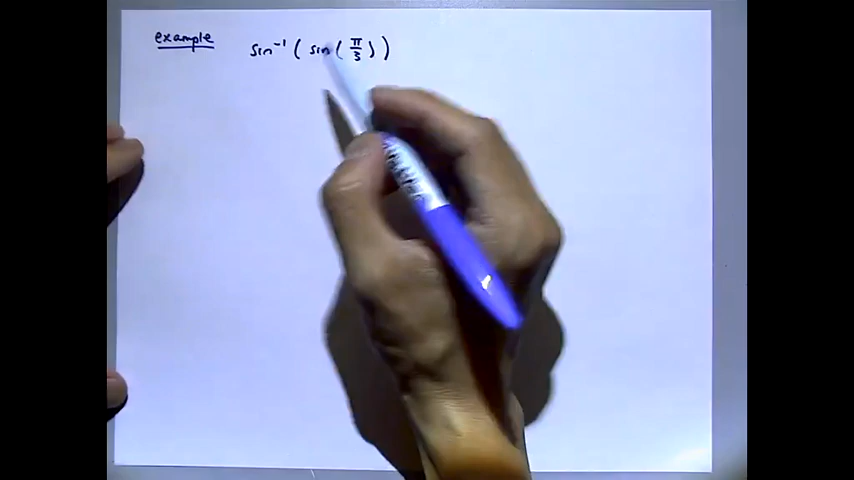 example sin⁻¹ ( sin ( π/3 ) )